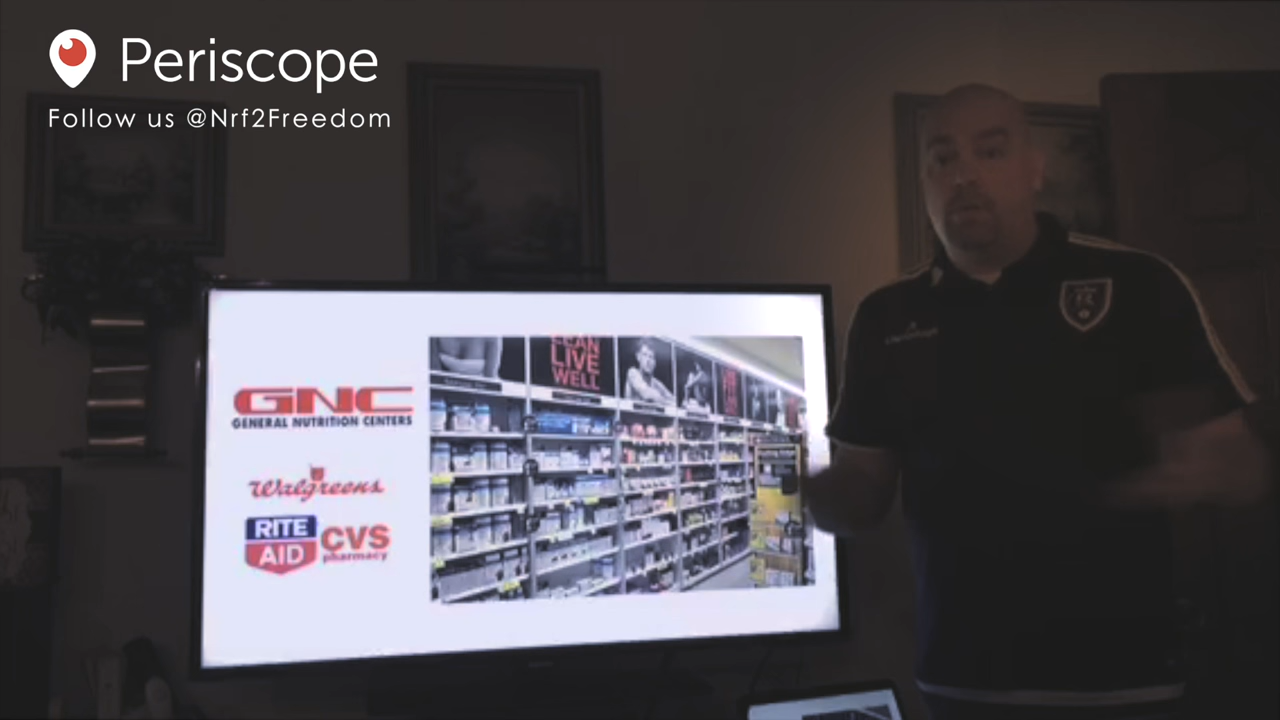 Periscope
Follow us @Nrf2Freedom
LIVE
WELL
GNC
GENERAL NUTRITION CENTERS
Walgreens
RITE
AID
CVS
pharmacy